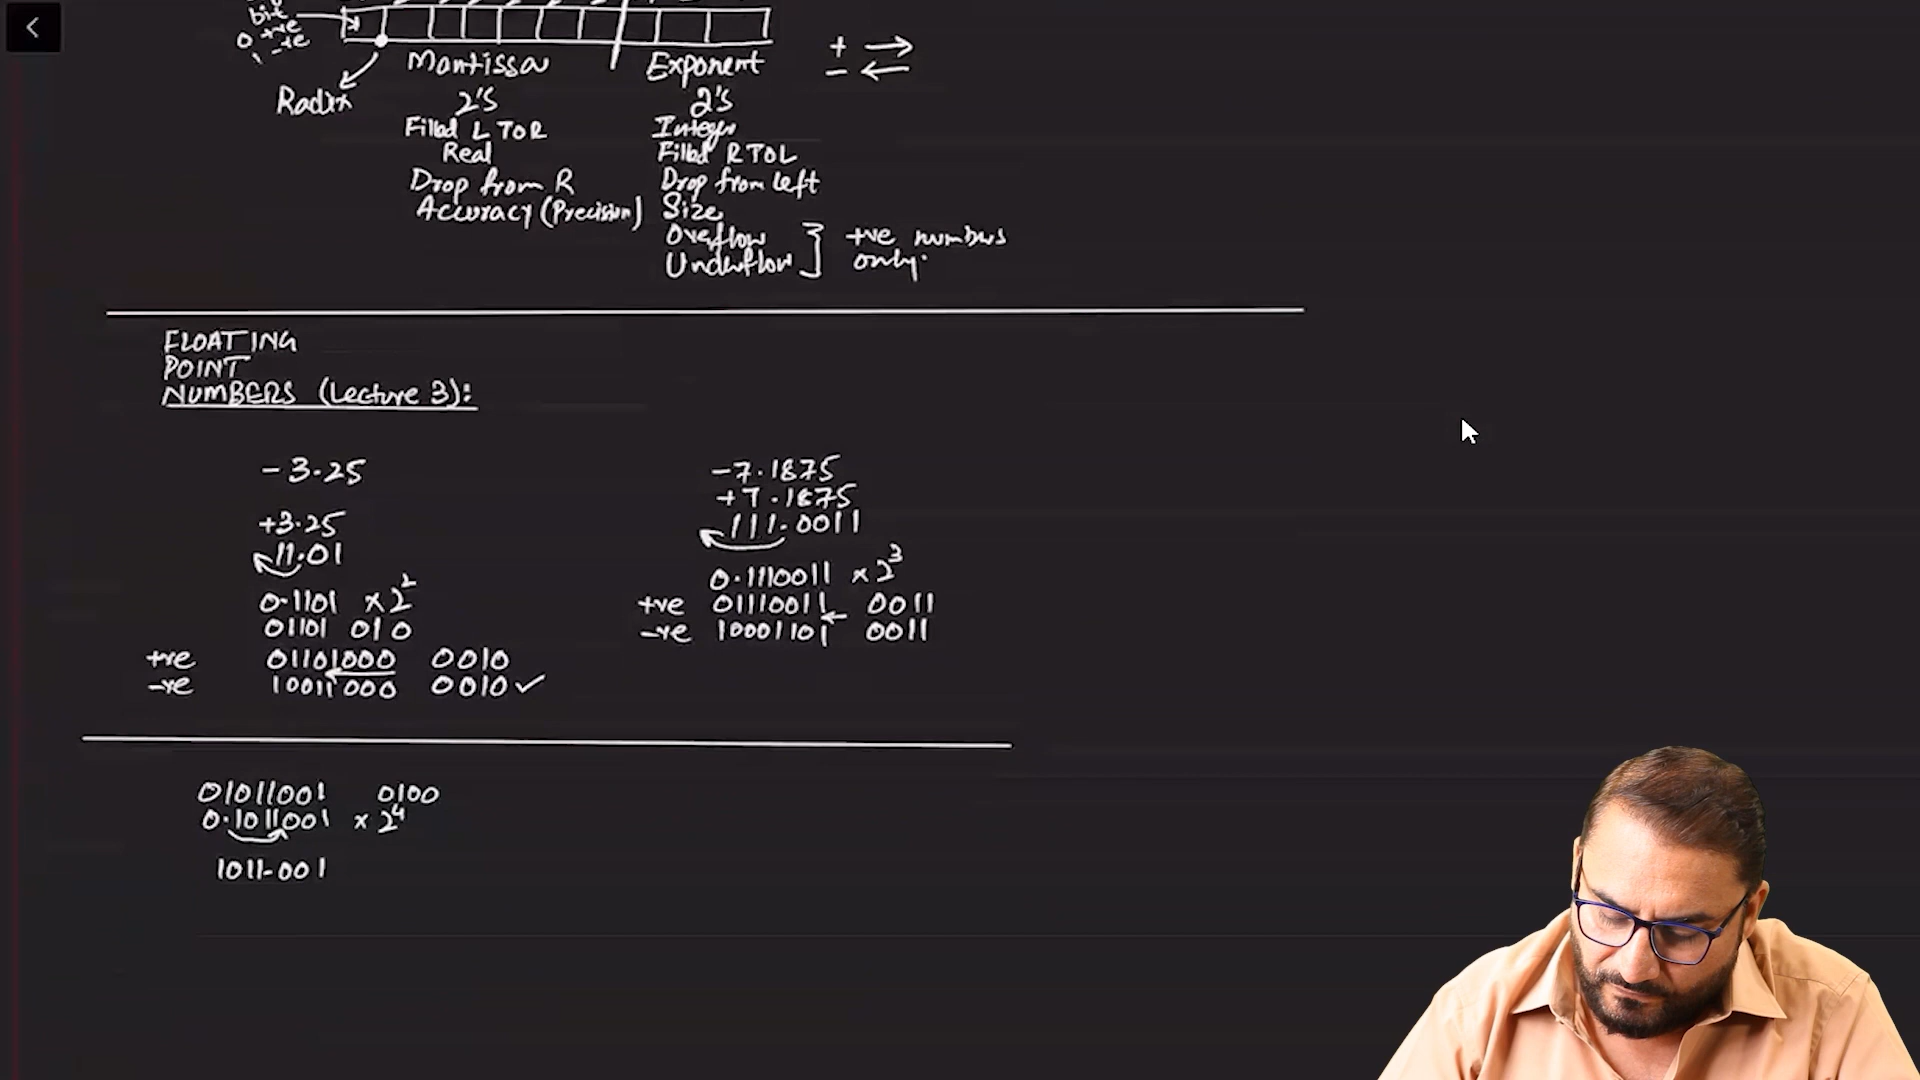 bit
0 +ve
1 -ve
Mantissa Exponent + →
- ←
Radix 2'S 2'S
Filled L TO R Integer
Real Filled R TO L
Drop from R Drop from left
Accuracy (Precision) Size
Overflow +ve numbers
Underflow only.
FLOATING
POINT
NUMBERS (Lecture 3):
-3.25 -7.1875
+7.1875
+3.25 111.0011
11.01
0.1110011 x 2³
0.1101 x 2² +ve 01110011 ← 0011
01101 010 -ve 10001101 0011
+ve 01101000 0010
-ve 10011000 0010 ✓
01011001 0100
0.1011001 x 2⁴
1011.001